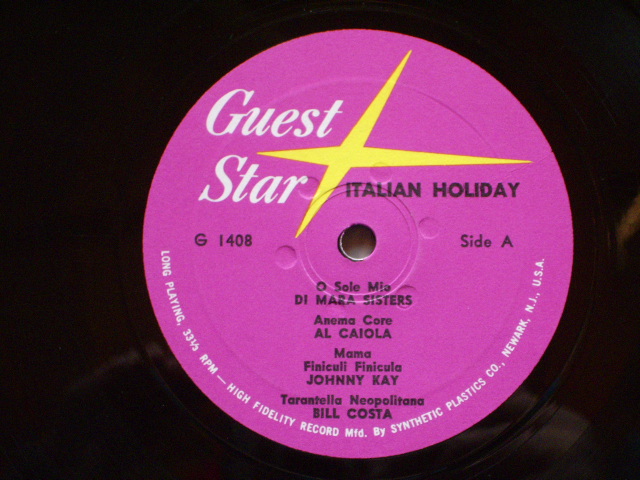 Guest
Star
ITALIAN HOLIDAY
G 1408
Side A
O Sole Mio
DI MARA SISTERS
Anema Core
AL CAIOLA
Mama
Finiculi Finicula
JOHNNY KAY
Tarantella Neopolitana
BILL COSTA
LONG PLAYING, 33⅓ RPM — HIGH FIDELITY RECORD Mfd. By SYNTHETIC PLASTICS CO., NEWARK, N.J., U.S.A.